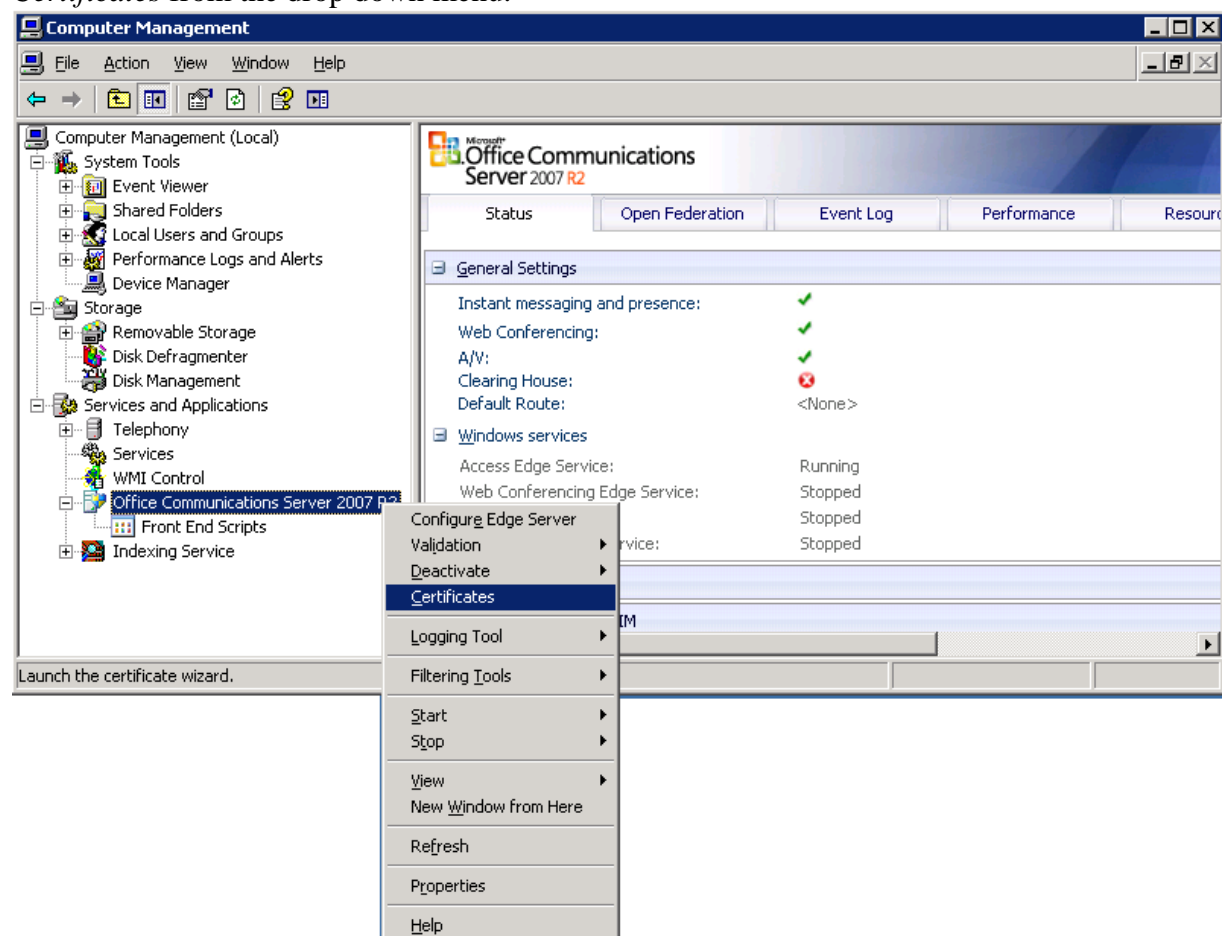 Certificates from the drop down menu.
Computer Management
File Action View Window Help
Computer Management (Local)
System Tools
Event Viewer
Shared Folders
Local Users and Groups
Performance Logs and Alerts
Device Manager
Storage
Removable Storage
Disk Defragmenter
Disk Management
Services and Applications
Telephony
Services
WMI Control
Office Communications Server 2007 R2
Front End Scripts
Indexing Service
Microsoft
Office Communications
Server 2007 R2
Status Open Federation Event Log Performance Resourc
General Settings
Instant messaging and presence:
Web Conferencing:
A/V:
Clearing House:
Default Route: <None>
Windows services
Access Edge Service: Running
Web Conferencing Edge Service: Stopped
Stopped
rvice: Stopped
IM
Configure Edge Server
Validation
Deactivate
Certificates
Logging Tool
Filtering Tools
Start
Stop
View
New Window from Here
Refresh
Properties
Help
Launch the certificate wizard.